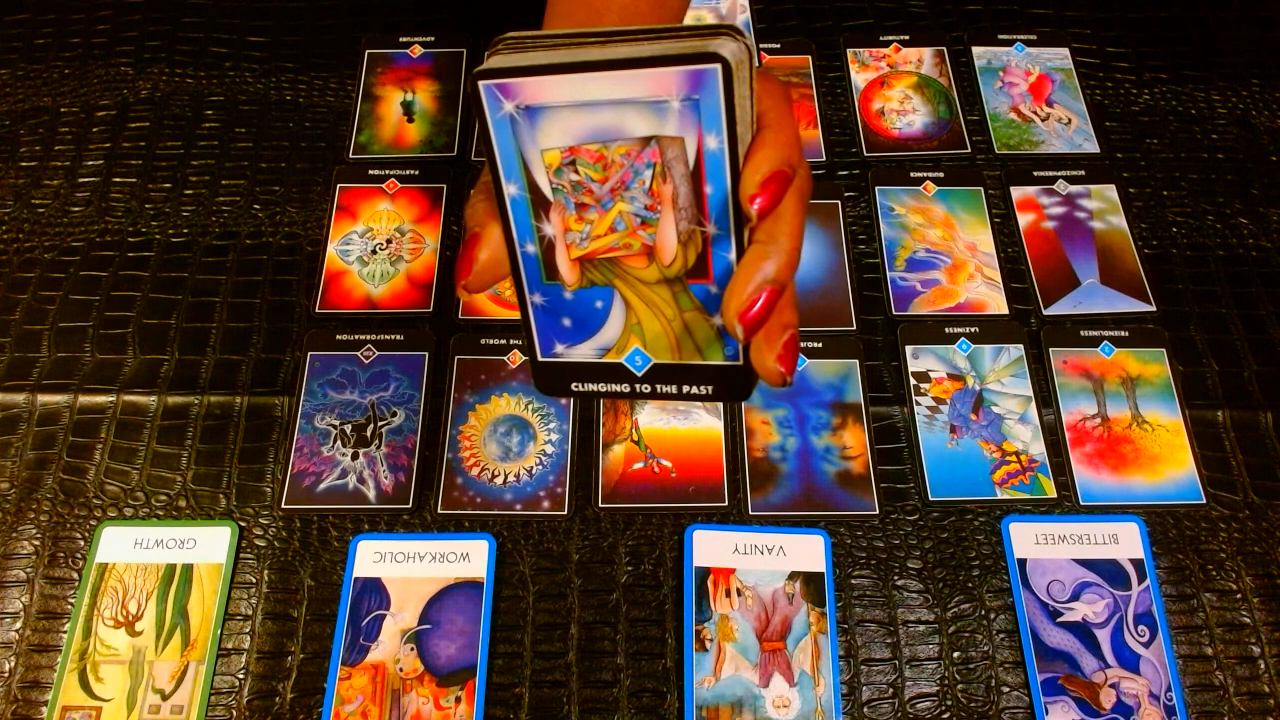 ADVENTURE
MATURITY
CELEBRATION
PARTICIPATION
GUIDANCE
SCHIZOPHRENIA
5
CLINGING TO THE PAST
TRANSFORMATION
10
THE WORLD
LAZINESS
FRIENDLINESS
GROWTH
WORKAHOLIC
VANITY
BITTERSWEET